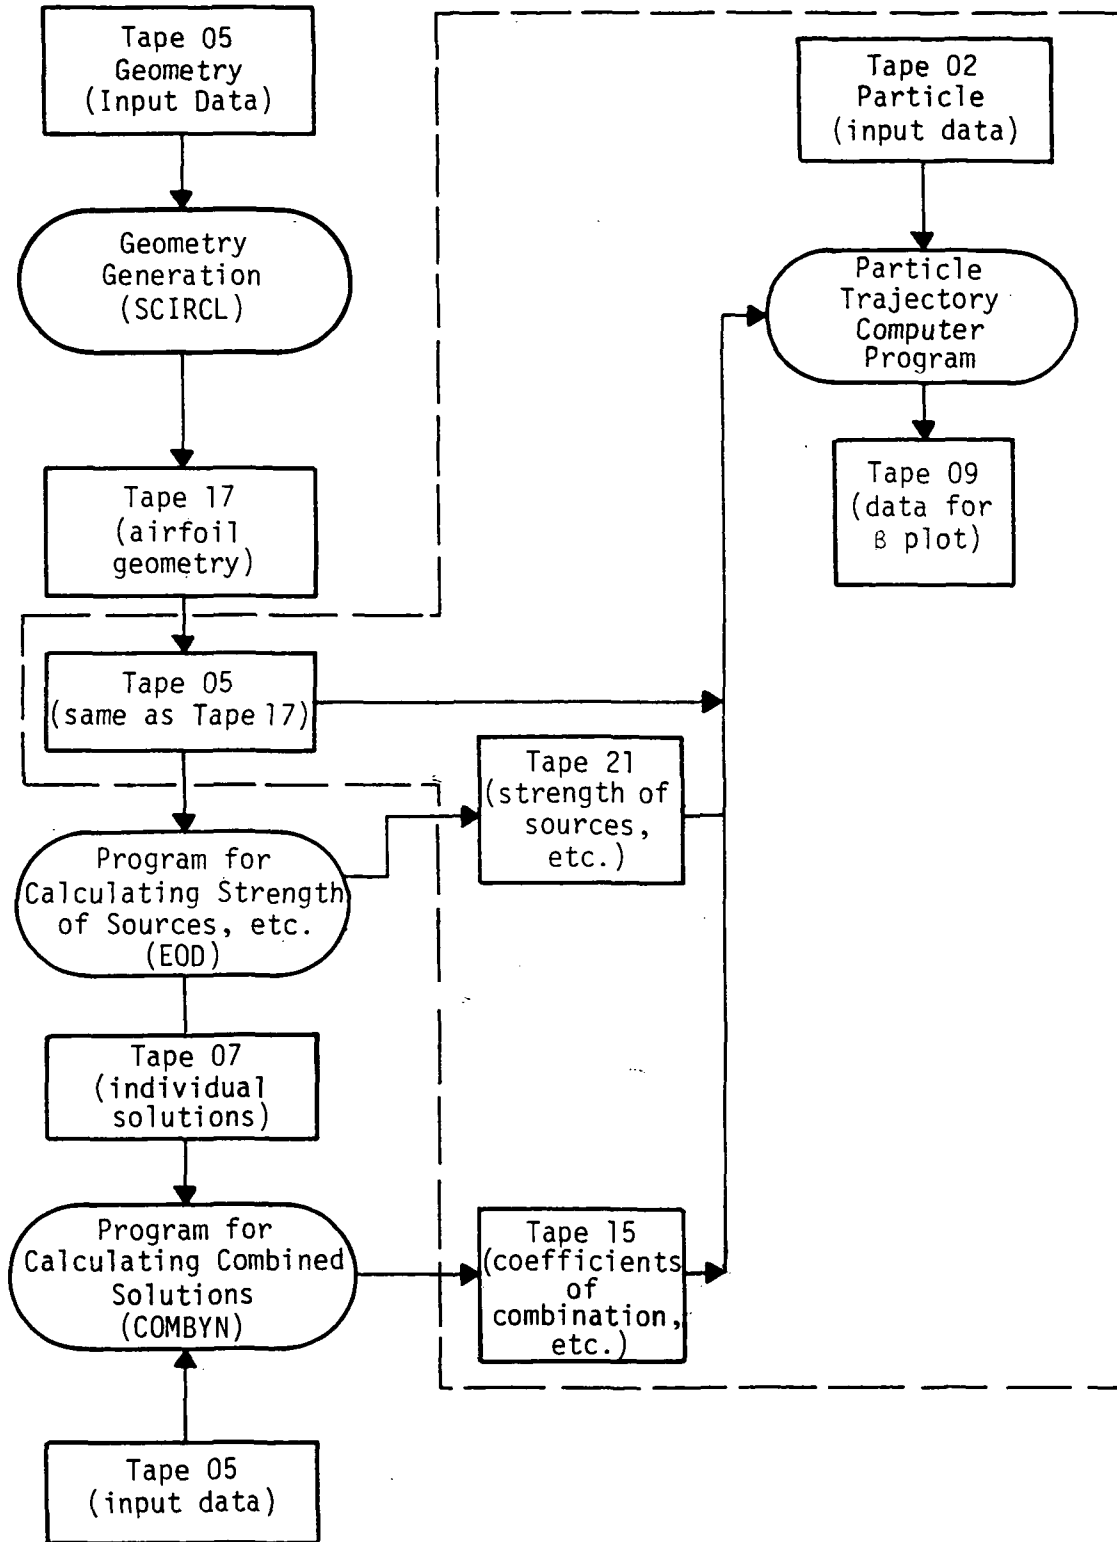 Tape 05
Geometry
(Input Data)
Geometry
Generation
(SCIRCL)
Tape 17
(airfoil
geometry)
Tape 05
(same as Tape 17)
Program for
Calculating Strength
of Sources, etc.
(EOD)
Tape 07
(individual
solutions)
Program for
Calculating Combined
Solutions
(COMBYN)
Tape 05
(input data)
Tape 21
(strength of
sources,
etc.)
Tape 15
(coefficients
of
combination,
etc.)
Tape 02
Particle
(input data)
Particle
Trajectory
Computer
Program
Tape 09
(data for
β plot)